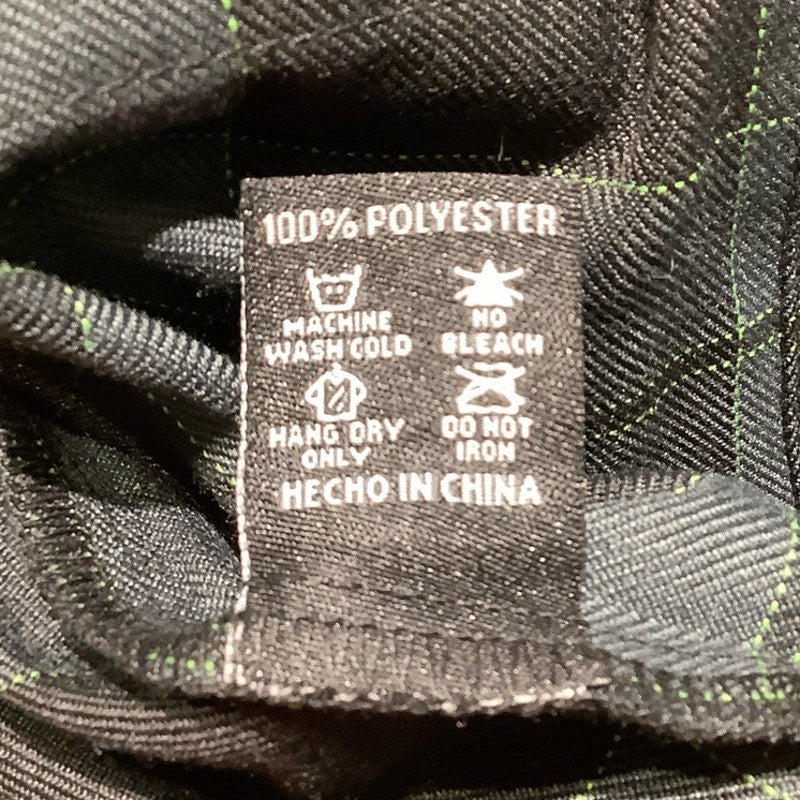 100% POLYESTER
MACHINE
WASH COLD
NO
BLEACH
HANG DRY
ONLY
DO NOT
IRON
HECHO IN CHINA